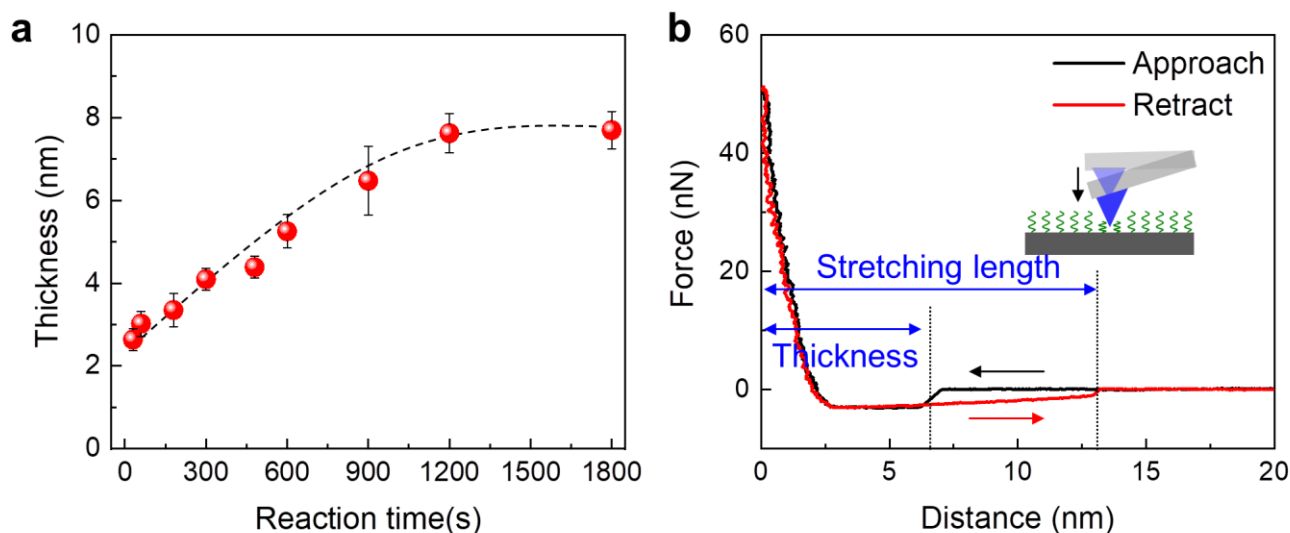 a
10
8
6
4
2
0
Thickness (nm)
0 300 600 900 1200 1500 1800
Reaction time(s)
b
60
40
20
0
Force (nN)
Approach
Retract
Stretching length
Thickness
0 5 10 15 20
Distance (nm)